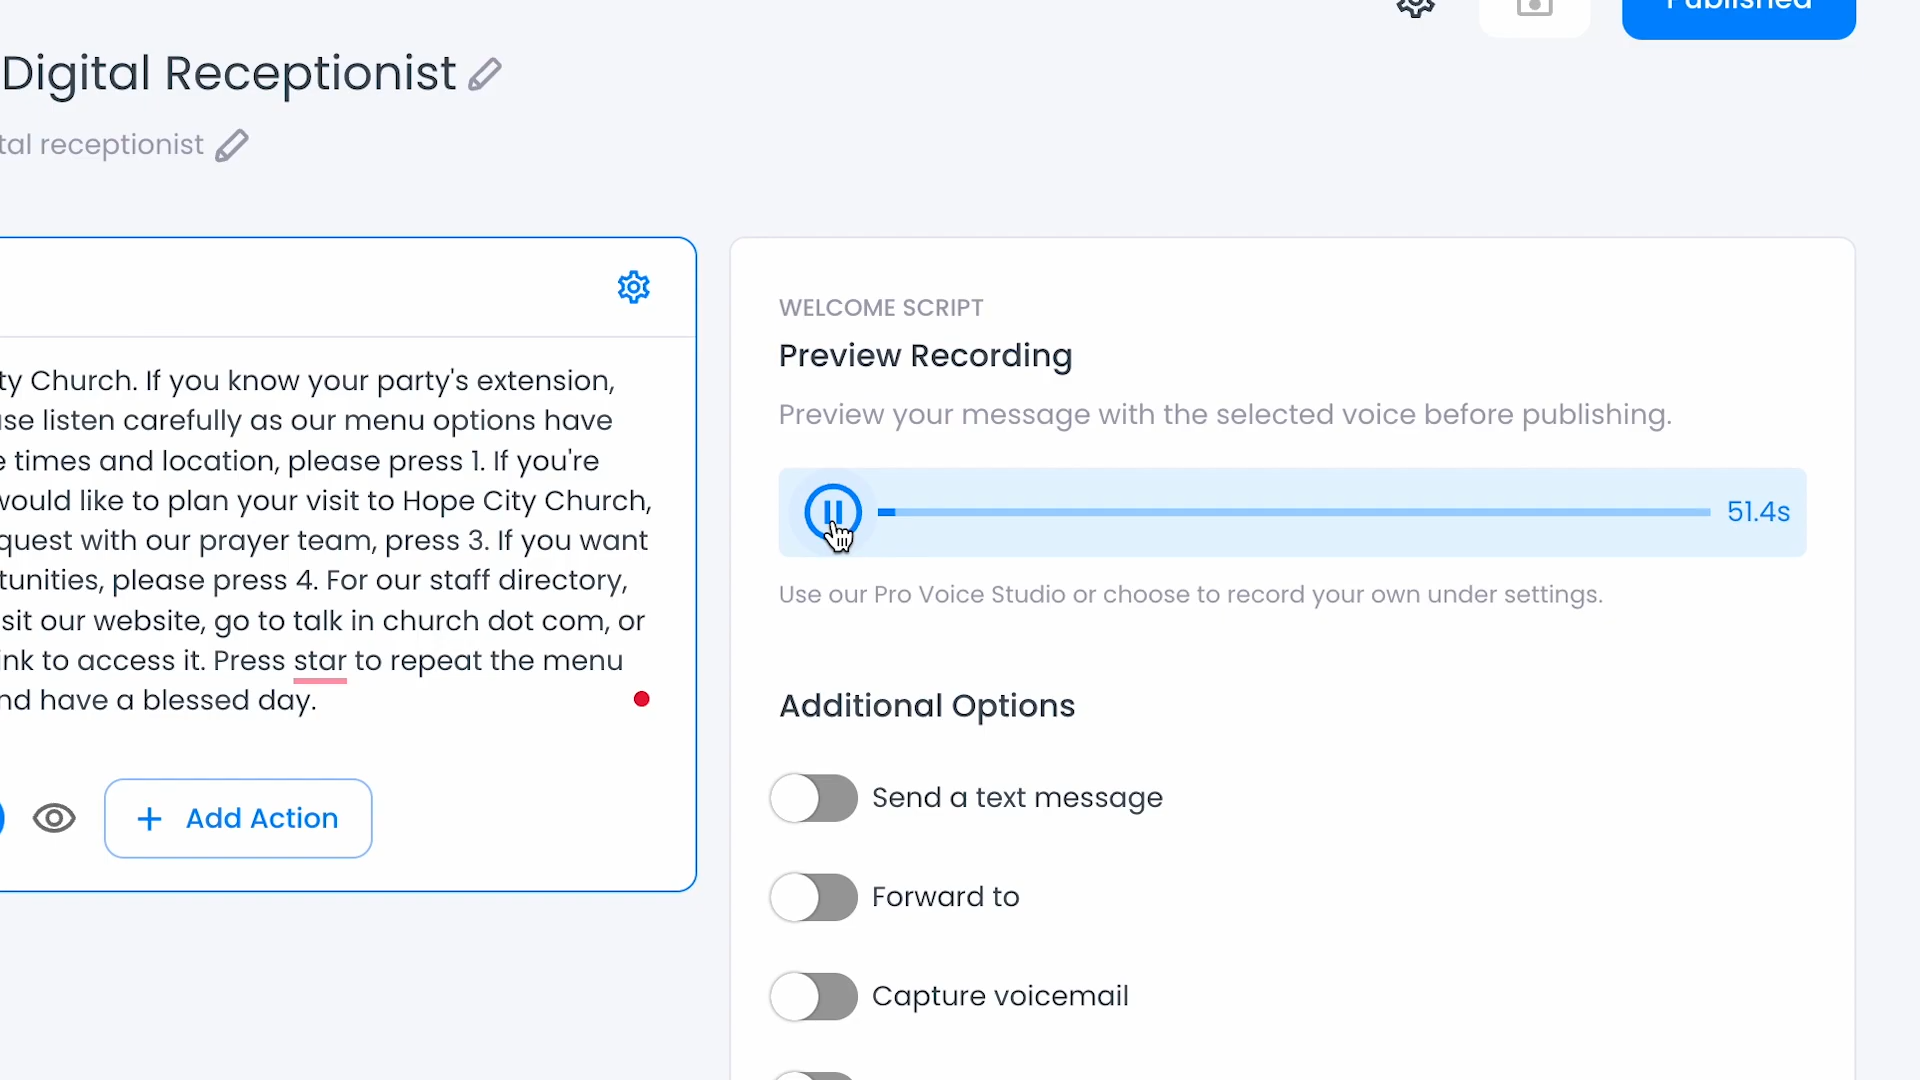 Published
Digital Receptionist
tal receptionist
ty Church. If you know your party's extension,
se listen carefully as our menu options have
e times and location, please press 1. If you're
would like to plan your visit to Hope City Church,
quest with our prayer team, press 3. If you want
tunities, please press 4. For our staff directory,
sit our website, go to talk in church dot com, or
ink to access it. Press star to repeat the menu
nd have a blessed day.
+ Add Action
WELCOME SCRIPT
Preview Recording
Preview your message with the selected voice before publishing.
51.4s
Use our Pro Voice Studio or choose to record your own under settings.
Additional Options
Send a text message
Forward to
Capture voicemail